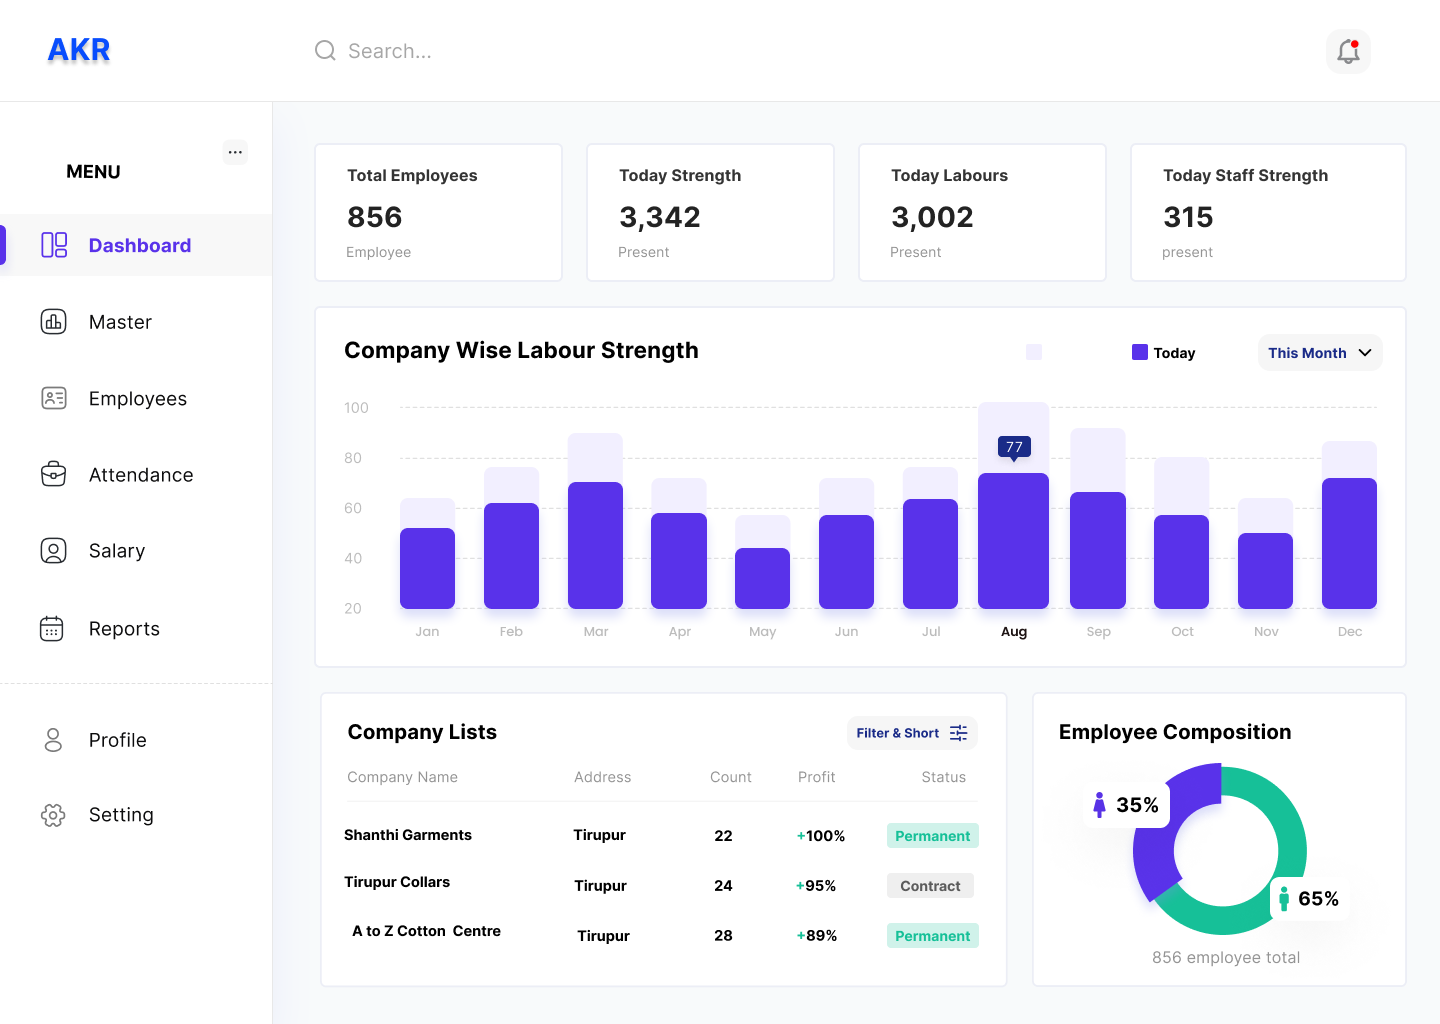 AKR
Search...
MENU
...
Dashboard
Master
Employees
Attendance
Salary
Reports
Profile
Setting
Total Employees
856
Employee
Today Strength
3,342
Present
Today Labours
3,002
Present
Today Staff Strength
315
present
Company Wise Labour Strength
Today
This Month
100
80
60
40
20
77
Jan Feb Mar Apr May Jun Jul Aug Sep Oct Nov Dec
Company Lists
Filter & Short
Company Name Address Count Profit Status
Shanthi Garments Tirupur 22 +100% Permanent
Tirupur Collars Tirupur 24 +95% Contract
A to Z Cotton Centre Tirupur 28 +89% Permanent
Employee Composition
35%
65%
856 employee total